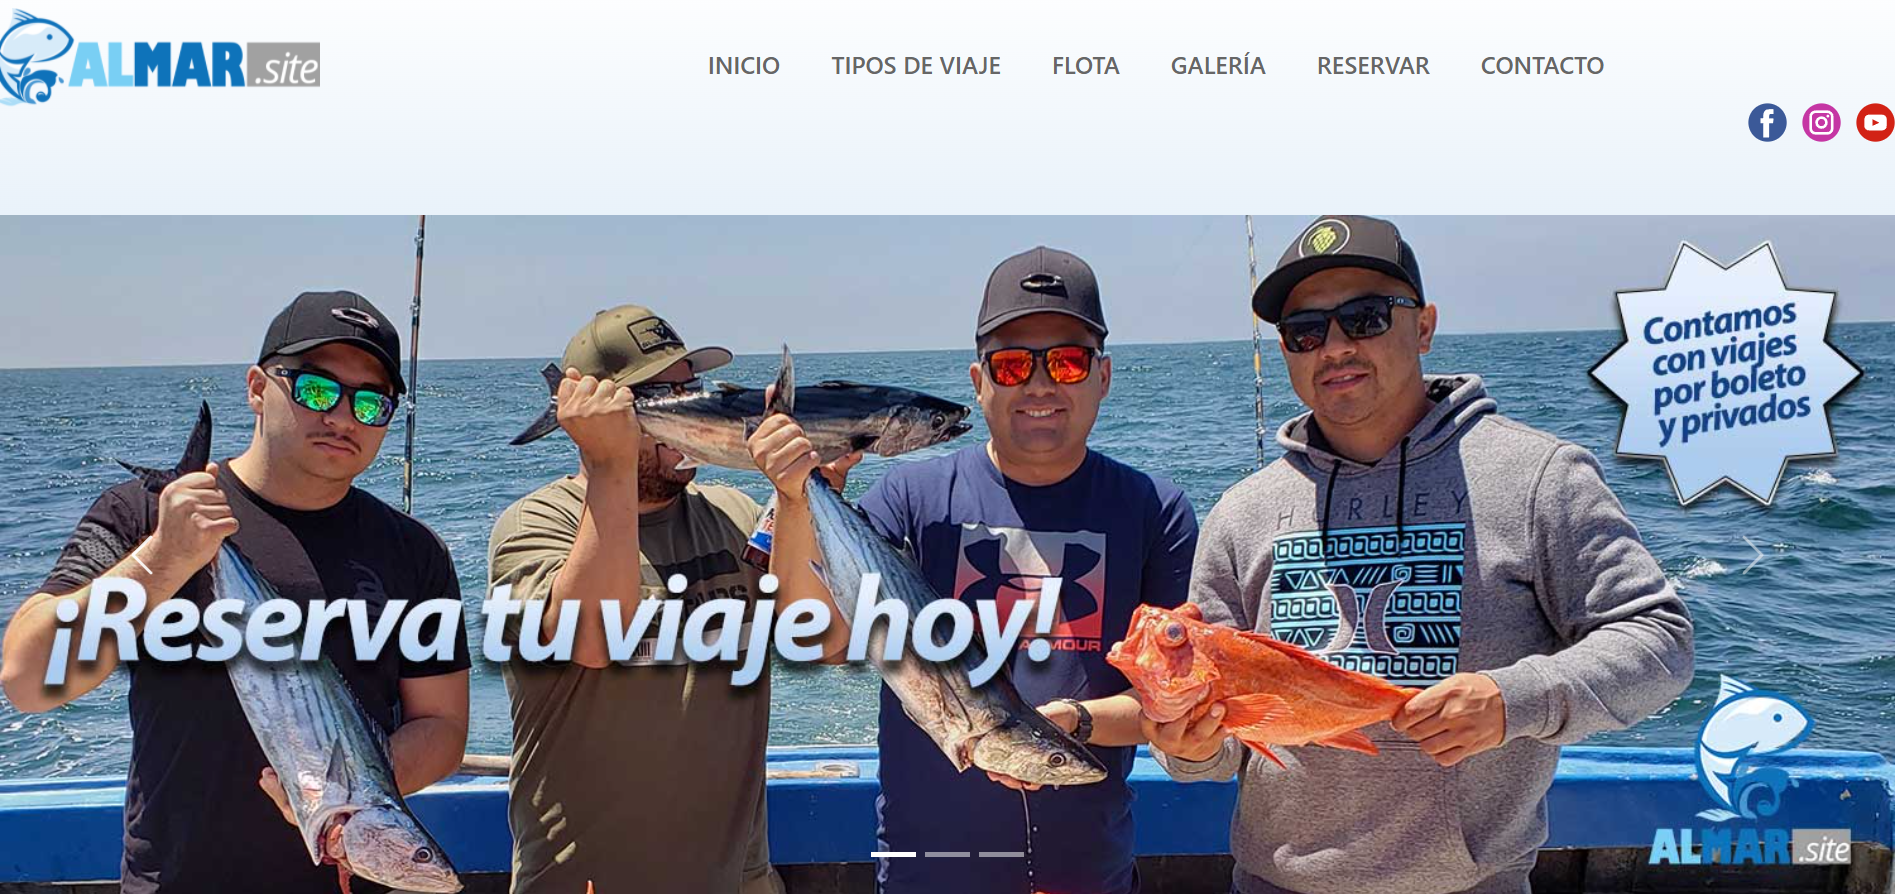 ALMAR.site
INICIO
TIPOS DE VIAJE
FLOTA
GALERÍA
RESERVAR
CONTACTO
Contamos
con viajes
por boleto
y privados
HURLEY
¡Reserva tu viaje hoy!
ARMOUR
ALMAR.site